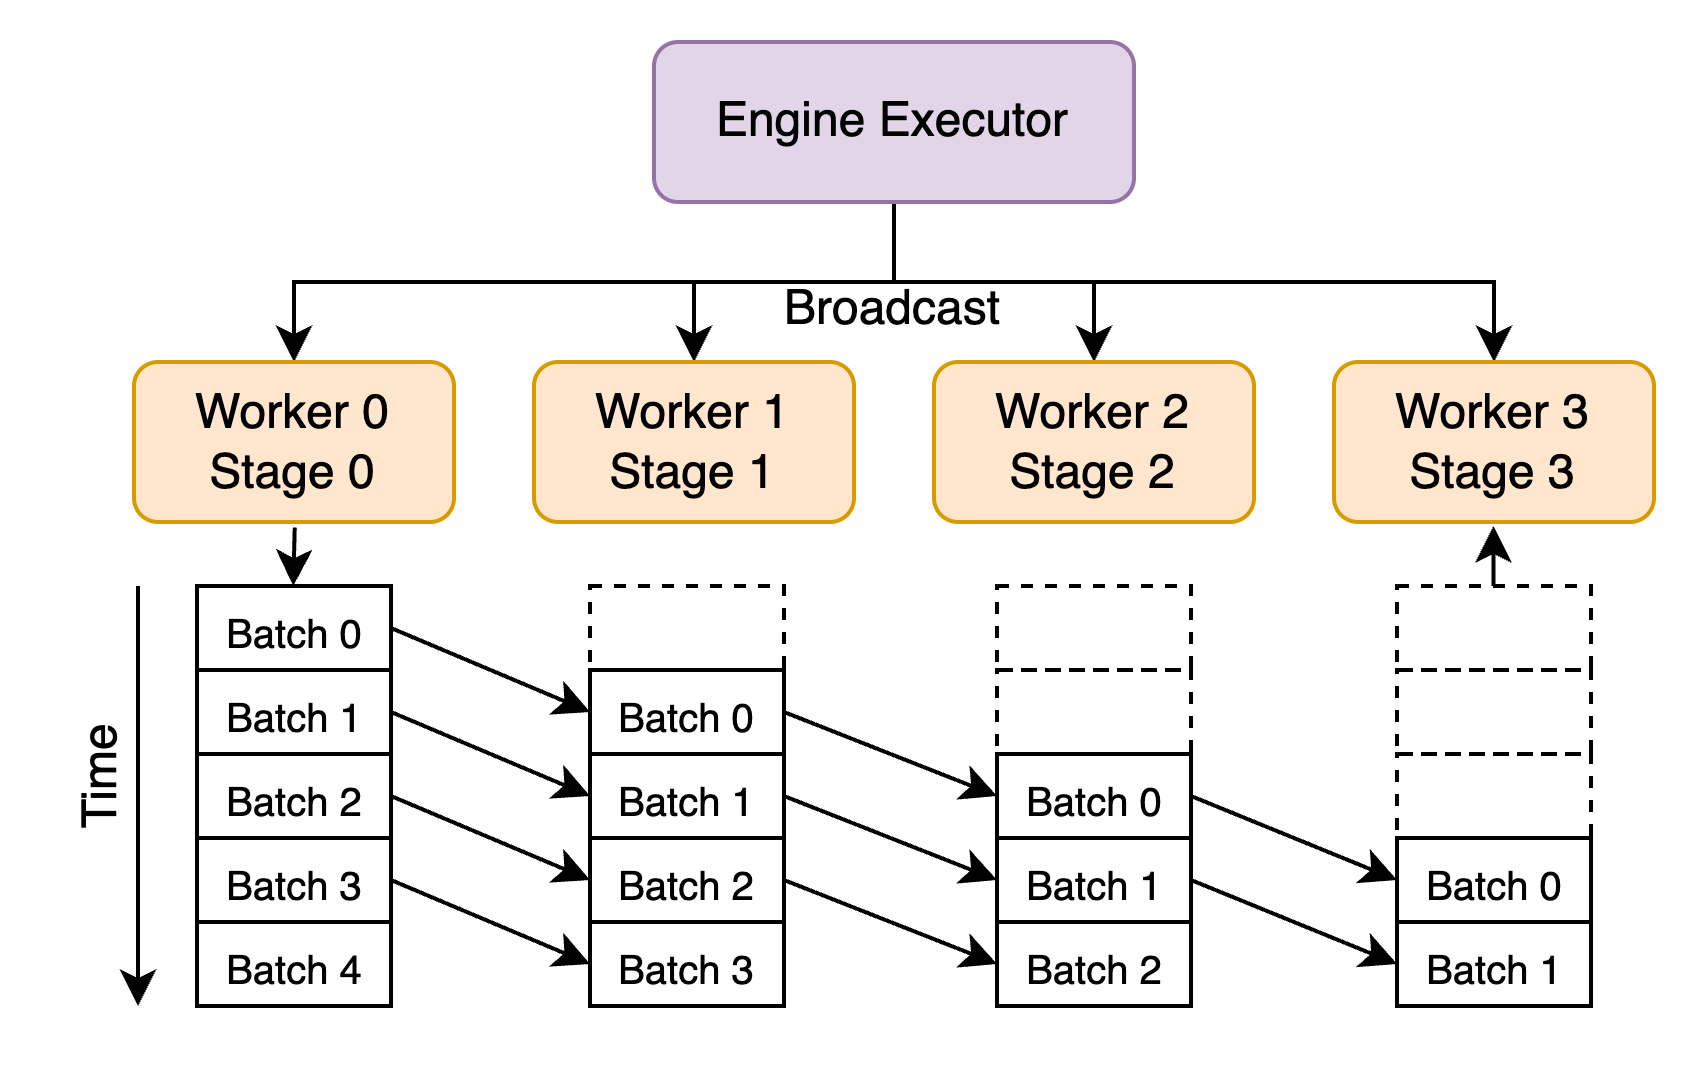 Engine Executor
Broadcast
Worker 0
Stage 0
Worker 1
Stage 1
Worker 2
Stage 2
Worker 3
Stage 3
Time
Batch 0
Batch 1
Batch 2
Batch 3
Batch 4
Batch 0
Batch 1
Batch 2
Batch 3
Batch 0
Batch 1
Batch 2
Batch 0
Batch 1